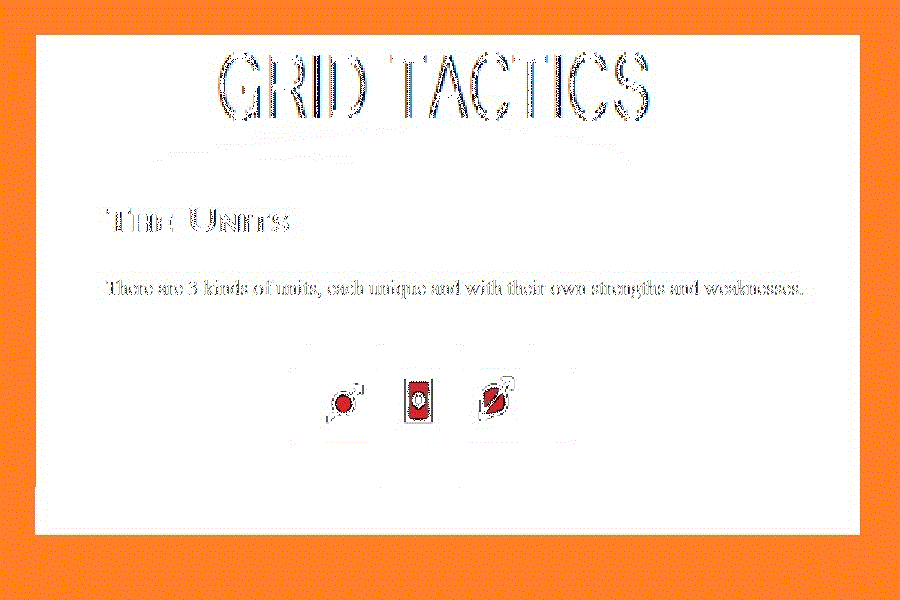 GRID TACTICS
The Units
There are 3 kinds of units, each unique and with their own strengths and weaknesses.